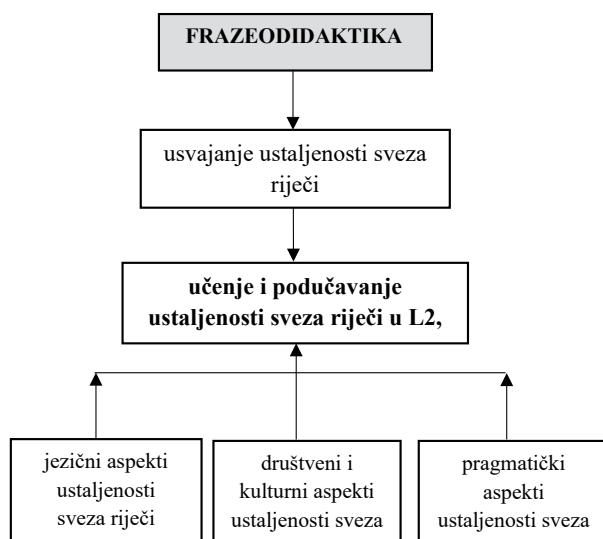 FRAZEODIDAKTIKA
usvajanje ustaljenosti sveza
riječi
učenje i podučavanje
ustaljenosti sveza riječi u L2,
jezični aspekti
ustaljenosti
sveza riječi
društveni i
kulturni aspekti
ustaljenosti sveza
pragmatički
aspekti
ustaljenosti sveza